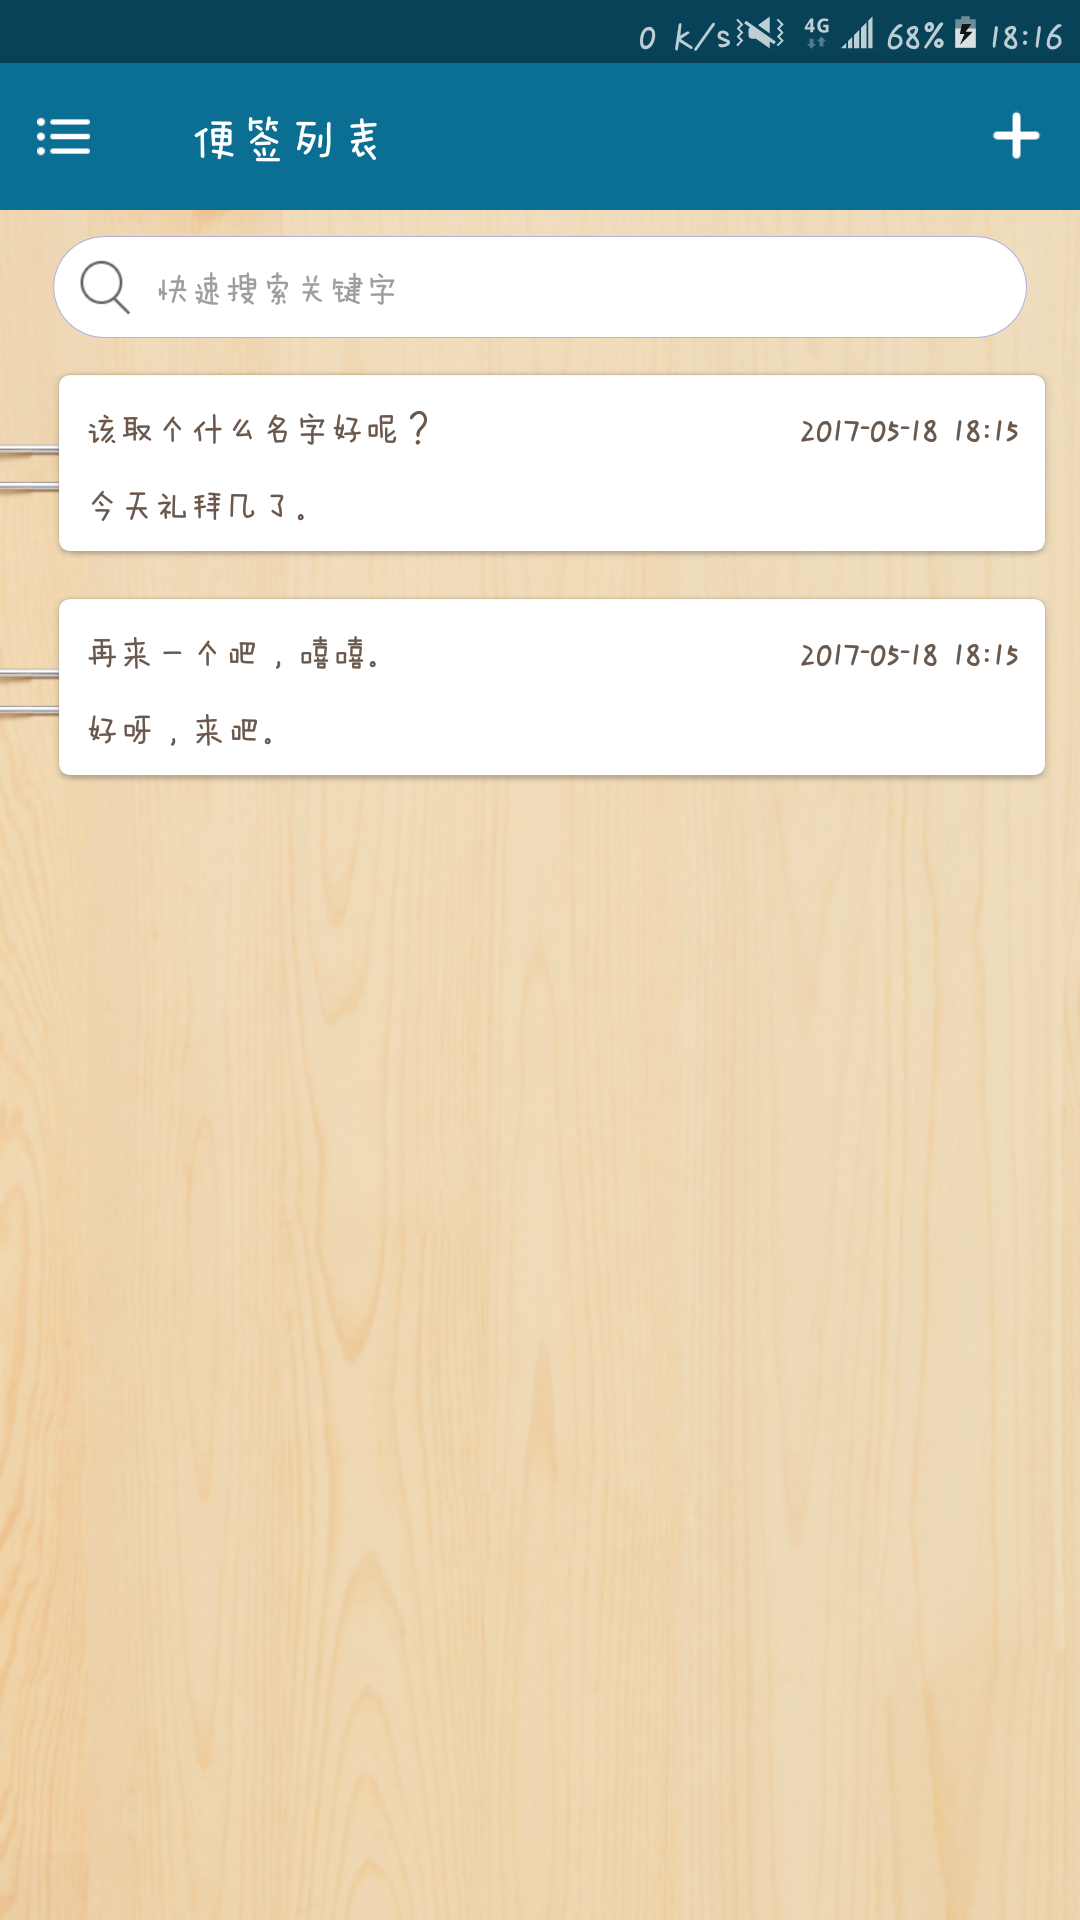 0 k/s 4G 68% 18:16
便签列表
快速搜索关键字
该取个什么名字好呢？ 2017-05-18 18:15
今天礼拜几了。
再来一个吧，嘻嘻。 2017-05-18 18:15
好呀，来吧。